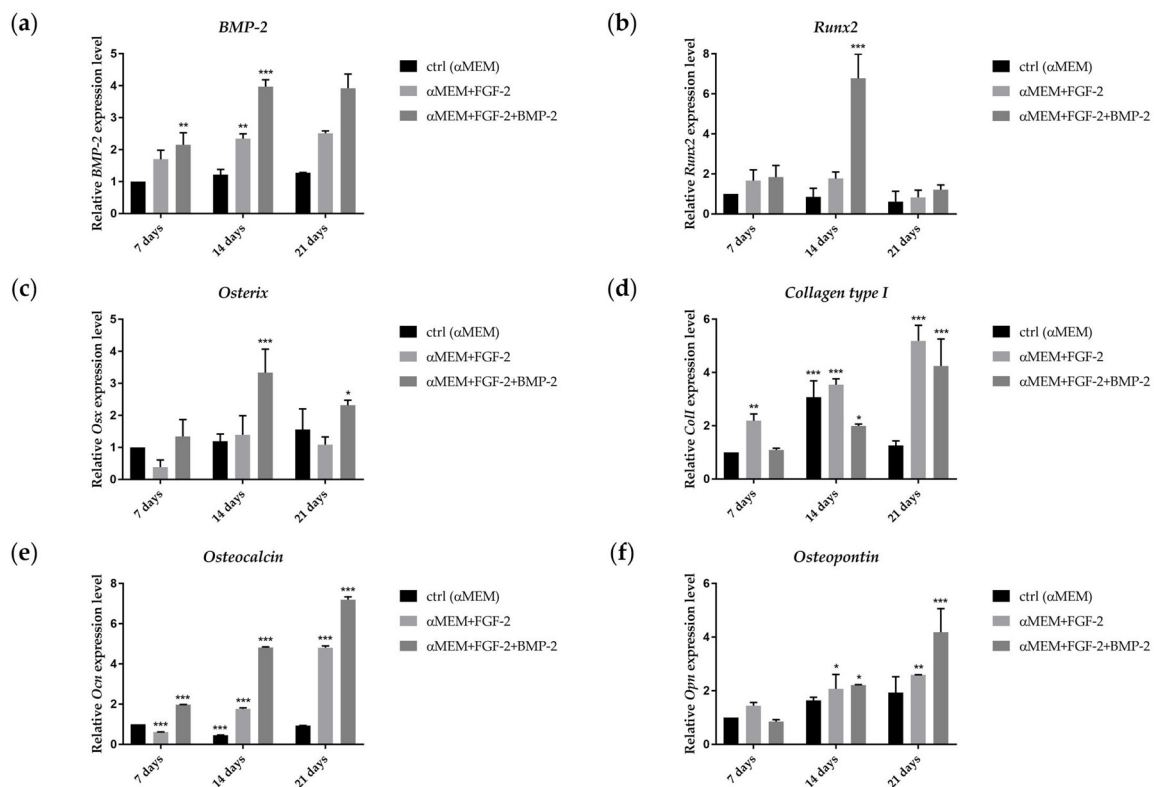 (a)
BMP-2
Relative BMP-2 expression level
5
4
3
2
1
0
**
**
***
7 days
14 days
21 days
ctrl (αMEM)
αMEM+FGF-2
αMEM+FGF-2+BMP-2
(b)
Runx2
Relative Runx2 expression level
8
6
4
2
0
***
7 days
14 days
21 days
ctrl (αMEM)
αMEM+FGF-2
αMEM+FGF-2+BMP-2
(c)
Osterix
Relative Osx expression level
5
4
3
2
1
0
***
*
7 days
14 days
21 days
ctrl (αMEM)
αMEM+FGF-2
αMEM+FGF-2+BMP-2
(d)
Collagen type I
Relative ColI expression level
6
4
2
0
**
***
***
*
***
***
7 days
14 days
21 days
ctrl (αMEM)
αMEM+FGF-2
αMEM+FGF-2+BMP-2
(e)
Osteocalcin
Relative Ocn expression level
8
6
4
2
0
***
***
***
***
***
***
***
7 days
14 days
21 days
ctrl (αMEM)
αMEM+FGF-2
αMEM+FGF-2+BMP-2
(f)
Osteopontin
Relative Opn expression level
6
4
2
0
*
*
**
***
7 days
14 days
21 days
ctrl (αMEM)
αMEM+FGF-2
αMEM+FGF-2+BMP-2